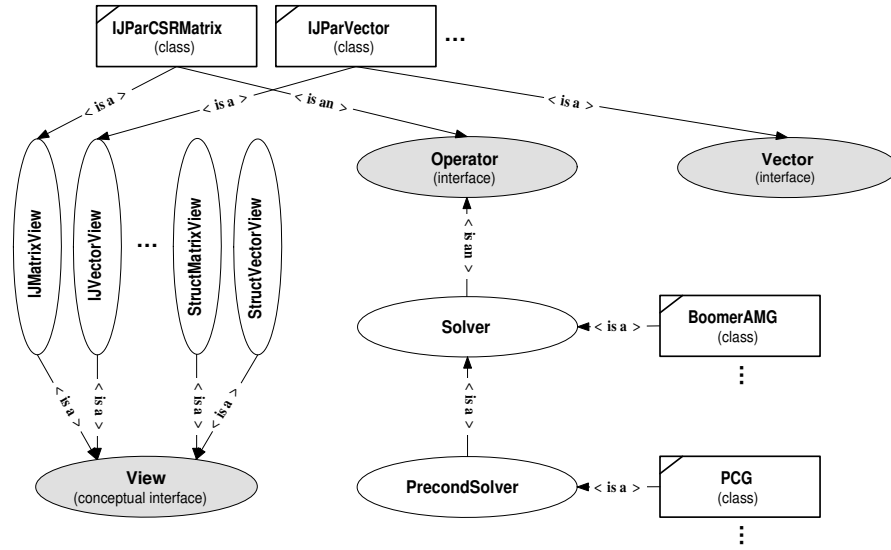 IJParCSRMatrix
(class)
IJParVector
(class)
...
< is a >
< is a >
< is an >
< is a >
Operator
(interface)
Vector
(interface)
IJMatrixView
IJVectorView
...
StructMatrixView
StructVectorView
< is an >
Solver
< is a >
BoomerAMG
(class)
...
< is a >
< is a >
< is a >
< is a >
< is a >
View
(conceptual interface)
PrecondSolver
< is a >
PCG
(class)
...